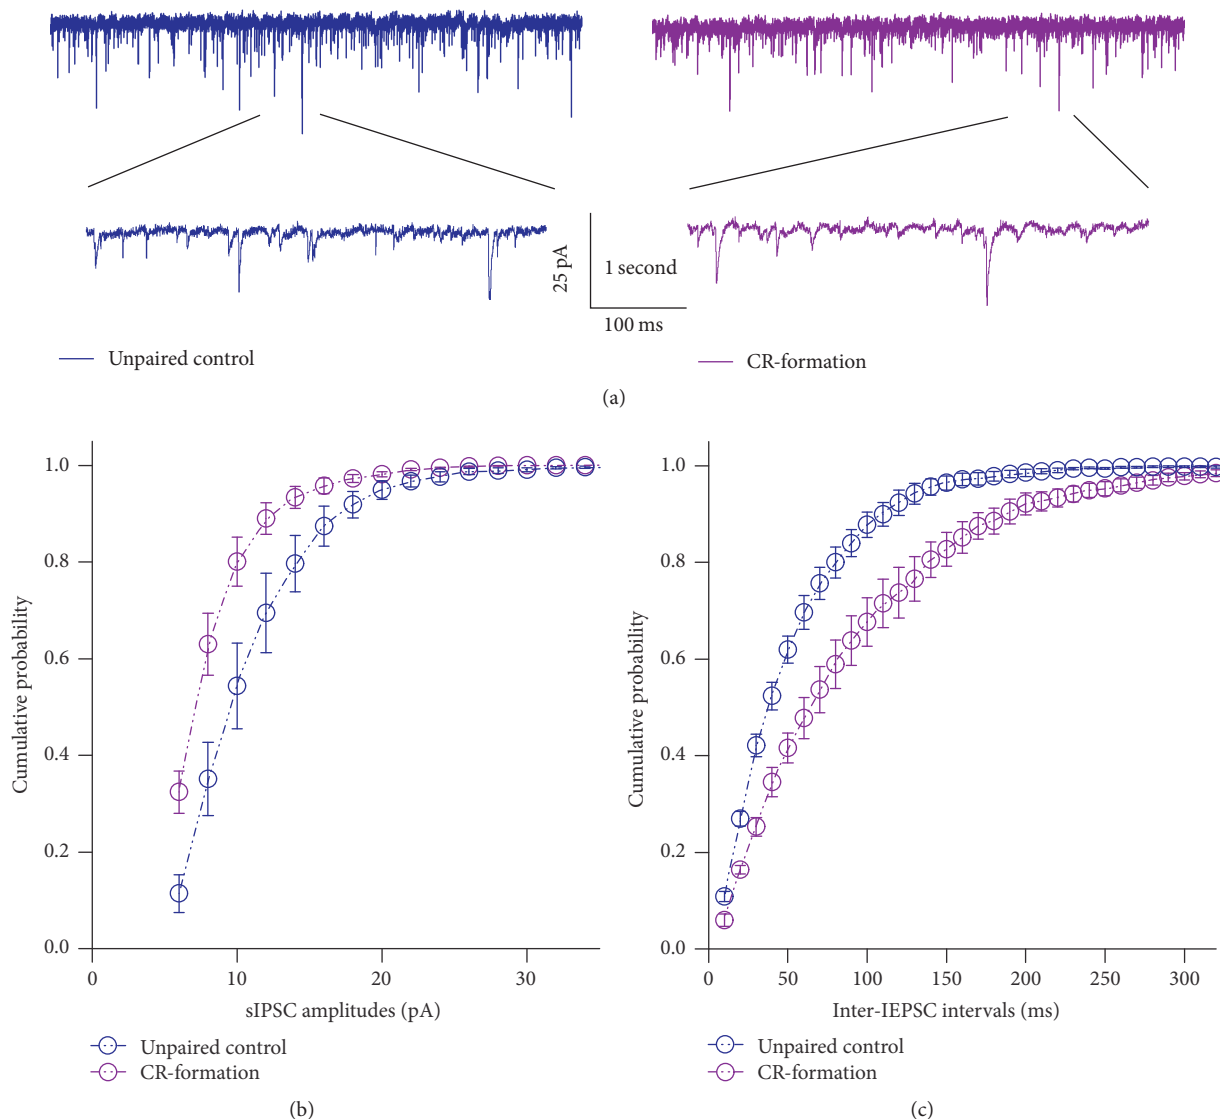 25 pA
1 second
100 ms
Unpaired control
CR-formation
(a)
Cumulative probability
1.0
0.8
0.6
0.4
0.2
0.0
0
10
20
30
sIPSC amplitudes (pA)
Unpaired control
CR-formation
(b)
Cumulative probability
1.0
0.8
0.6
0.4
0.2
0.0
0
50
100
150
200
250
300
Inter-IEPSC intervals (ms)
Unpaired control
CR-formation
(c)